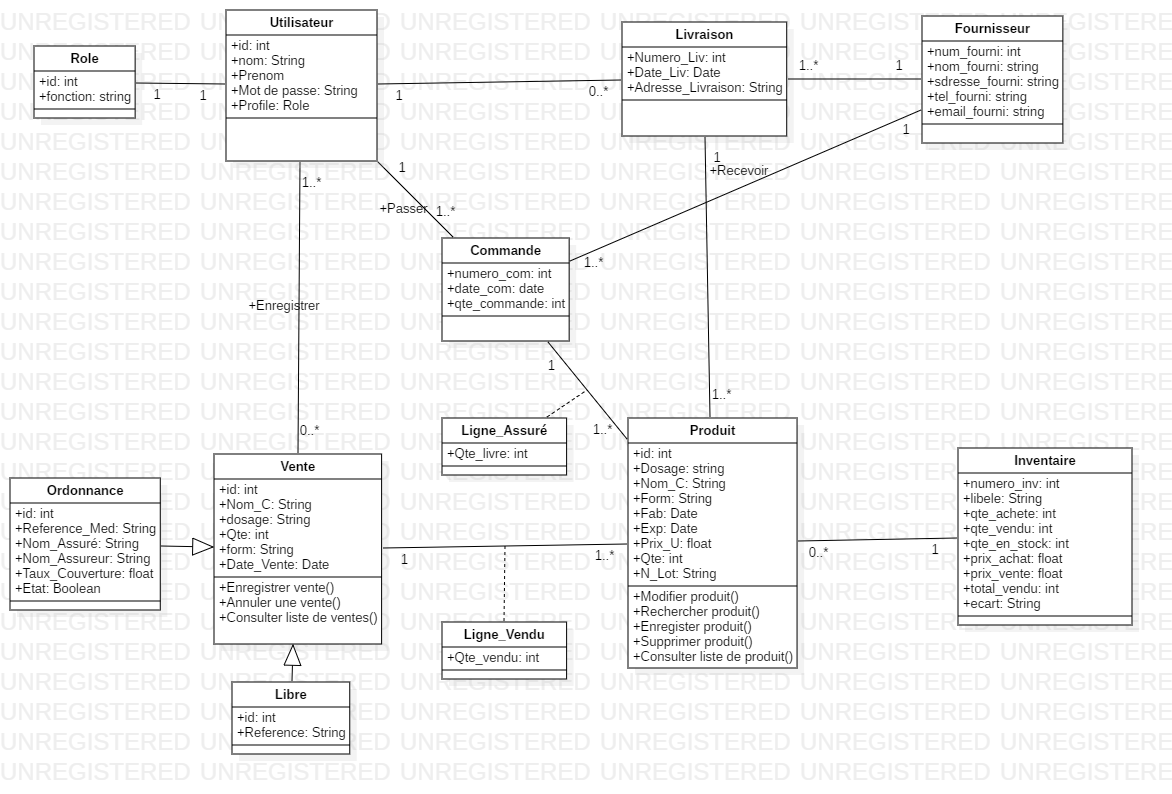 Role
+id: int
+fonction: string
1
1
Utilisateur
+id: int
+nom: String
+Prenom
+Mot de passe: String
+Profile: Role
1
0..*
Livraison
+Numero_Liv: int
+Date_Liv: Date
+Adresse_Livraison: String
1..*
1
Fournisseur
+num_fourni: int
+nom_fourni: string
+sdresse_fourni: string
+tel_fourni: string
+email_fourni: string
1
1..*
1
+Passer
1..*
1
+Recevoir
1..*
Commande
+numero_com: int
+date_com: date
+qte_commande: int
1..*
+Enregistrer
0..*
1
1..*
Ligne_Assuré
+Qte_livre: int
Ordonnance
+id: int
+Reference_Med: String
+Nom_Assuré: String
+Nom_Assureur: String
+Taux_Couverture: float
+Etat: Boolean
Vente
+id: int
+Nom_C: String
+dosage: String
+Qte: int
+form: String
+Date_Vente: Date
+Enregistrer vente()
+Annuler une vente()
+Consulter liste de ventes()
1
1..*
Ligne_Vendu
+Qte_vendu: int
Produit
+id: int
+Dosage: string
+Nom_C: String
+Form: String
+Fab: Date
+Exp: Date
+Prix_U: float
+Qte: int
+N_Lot: String
+Modifier produit()
+Rechercher produit()
+Enregister produit()
+Supprimer produit()
+Consulter liste de produit()
0..*
1
Inventaire
+numero_inv: int
+libele: String
+qte_achete: int
+qte_vendu: int
+qte_en_stock: int
+prix_achat: float
+prix_vente: float
+total_vendu: int
+ecart: String
Libre
+id: int
+Reference: String
UNREGISTERED